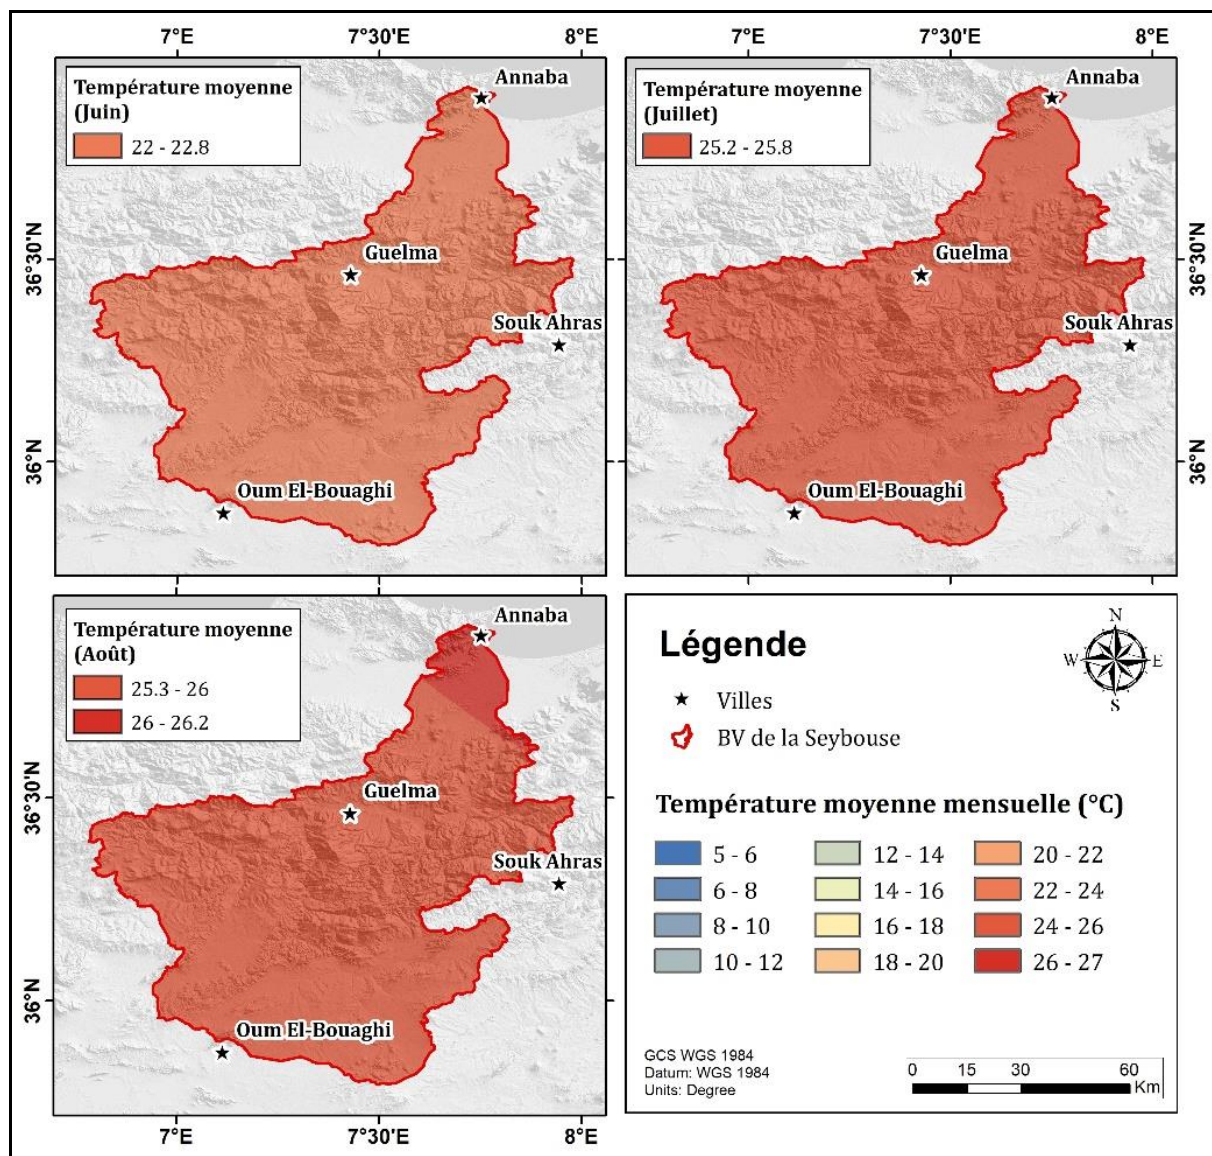 7°E 7°30'E 8°E
7°E 7°30'E 8°E
Température moyenne
(Juin)
22 - 22.8
Annaba
Guelma
Souk Ahras
Oum El-Bouaghi
36°30'N
36°N
Température moyenne
(Juillet)
25.2 - 25.8
Annaba
Guelma
Souk Ahras
Oum El-Bouaghi
36°30'N
36°N
Température moyenne
(Août)
25.3 - 26
26 - 26.2
Annaba
Guelma
Souk Ahras
Oum El-Bouaghi
36°30'N
36°N
7°E 7°30'E 8°E
Légende
N
W E
S
Villes
BV de la Seybouse
Température moyenne mensuelle (°C)
5 - 6 12 - 14 20 - 22
6 - 8 14 - 16 22 - 24
8 - 10 16 - 18 24 - 26
10 - 12 18 - 20 26 - 27
GCS WGS 1984
Datum: WGS 1984
Units: Degree
0 15 30 60
Km